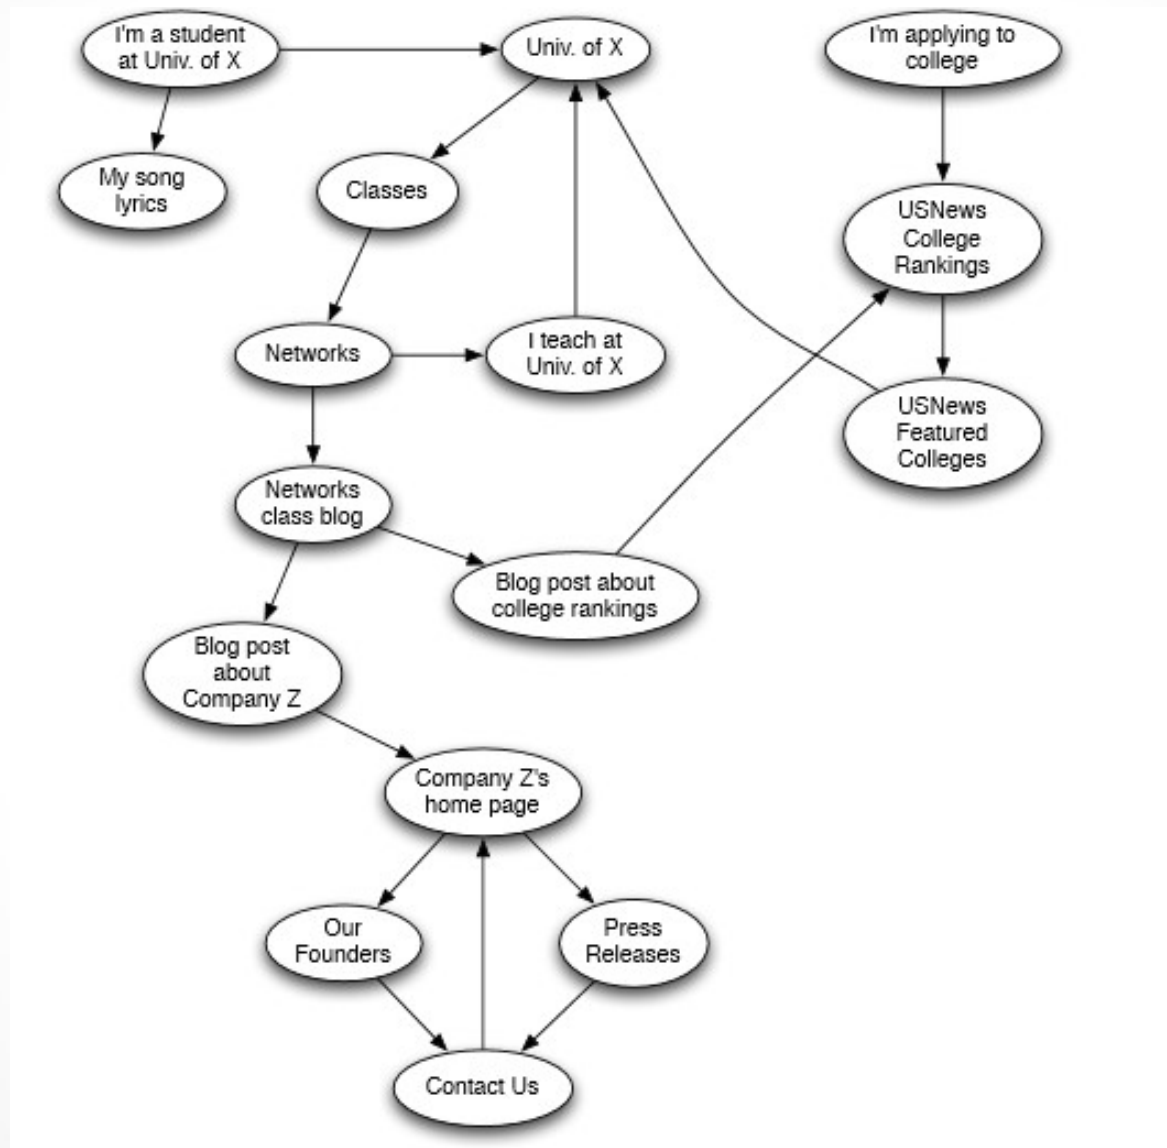 I'm a student
at Univ. of X
Univ. of X
I'm applying to
college
My song
lyrics
Classes
USNews
College
Rankings
Networks
I teach at
Univ. of X
USNews
Featured
Colleges
Networks
class blog
Blog post about
college rankings
Blog post
about
Company Z
Company Z's
home page
Our
Founders
Press
Releases
Contact Us